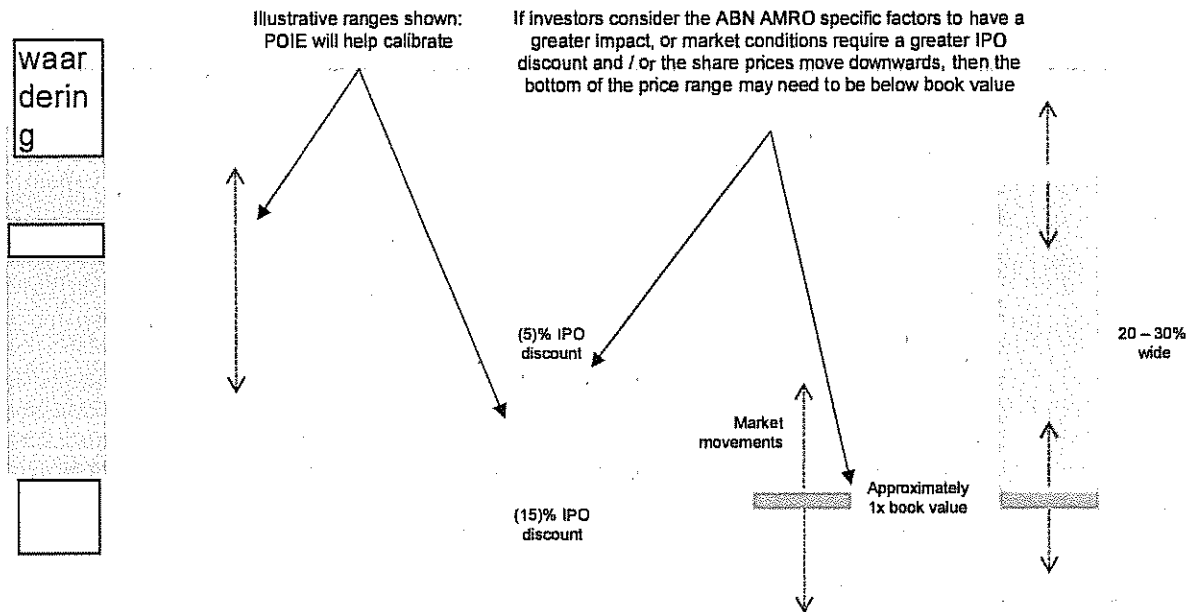 Illustrative ranges shown:
POIE will help calibrate
If investors consider the ABN AMRO specific factors to have a
greater impact, or market conditions require a greater IPO
discount and / or the share prices move downwards, then the
bottom of the price range may need to be below book value
waar
derin
g
(5)% IPO
discount
20 – 30%
wide
Market
movements
Approximately
1x book value
(15)% IPO
discount